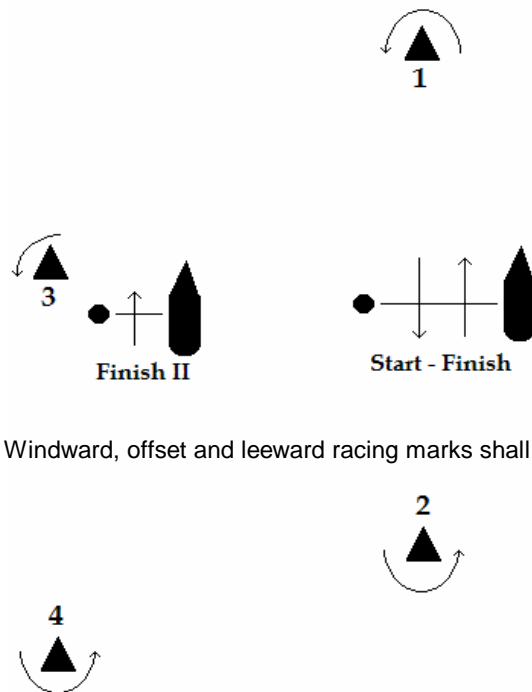 1
3
Finish II
Start - Finish
Windward, offset and leeward racing marks shall
2
4